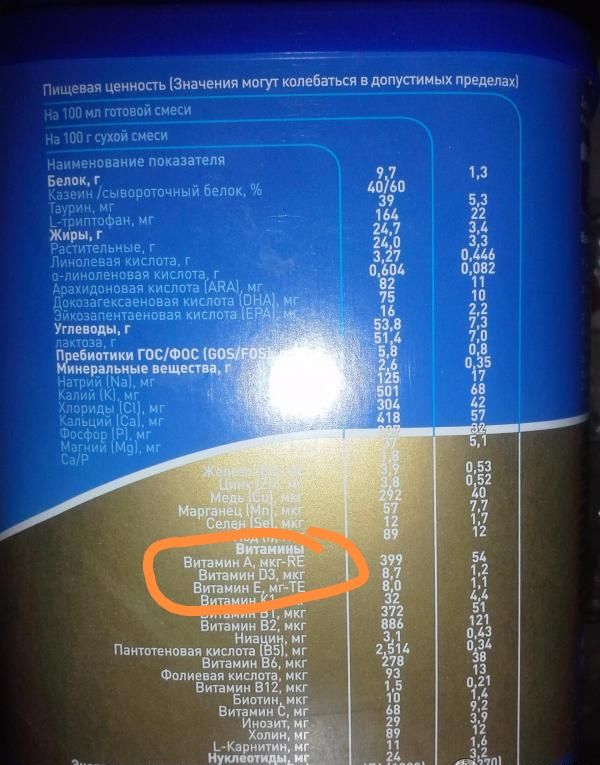 Пищевая ценность (Значения могут колебаться в допустимых пределах)
На 100 мл готовой смеси
На 100 г сухой смеси
Наименование показателя
Белок, г 9,7 1,3
Казеин /сывороточный белок, % 40/60
Таурин, мг 39 5,3
L-триптофан, мг 164 22
Жиры, г 24,7 3,4
Растительные, г 24,0 3,3
Линолевая кислота, г 3,27 0,446
α-линоленовая кислота, г 0,604 0,082
Арахидоновая кислота (ARA), мг 82 11
Докозагексаеновая кислота (DHA), мг 75 10
Эйкозапентаеновая кислота (EPA), мг 16 2,2
Углеводы, г 53,8 7,3
лактоза, г 51,4 7,0
Пребиотики ГОС/ФОС (GOS/FOS), 5,8 0,8
Минеральные вещества, г 2,6 0,35
Натрий (Na), мг 125 17
Калий (K), мг 501 68
Хлориды (Cl), мг 304 42
Кальций (Ca), мг 418 57
Фосфор (P), мг 32
Магний (Mg), мг 5,1
Ca/P 1,8
Железо 3,9 0,53
Цинк (Zn), мг 3,8 0,52
Медь (Cu), мкг 292 40
Марганец (Mn), мкг 57 7,7
Селен (Se), мкг 12 1,7
89 12
Витамины
Витамин A, мкг-RE 399 54
Витамин D3, мкг 8,7 1,2
Витамин E, мг-TE 8,0 1,1
Витамин K1, 32 4,4
Витамин B1, мкг 372 51
Витамин B2, мкг 886 121
Ниацин, мг 3,1 0,43
Пантотеновая кислота (B5), мг 2,514 0,34
Витамин B6, мкг 278 38
Фолиевая кислота, мкг 93 13
Витамин B12, мкг 1,5 0,21
Биотин, мкг 10 1,4
Витамин C, мг 68 9,2
Инозит, мг 29 3,9
Холин, мг 89 12
L-Карнитин, мг 11 1,6
Нуклеотиды, мг 24 3,2